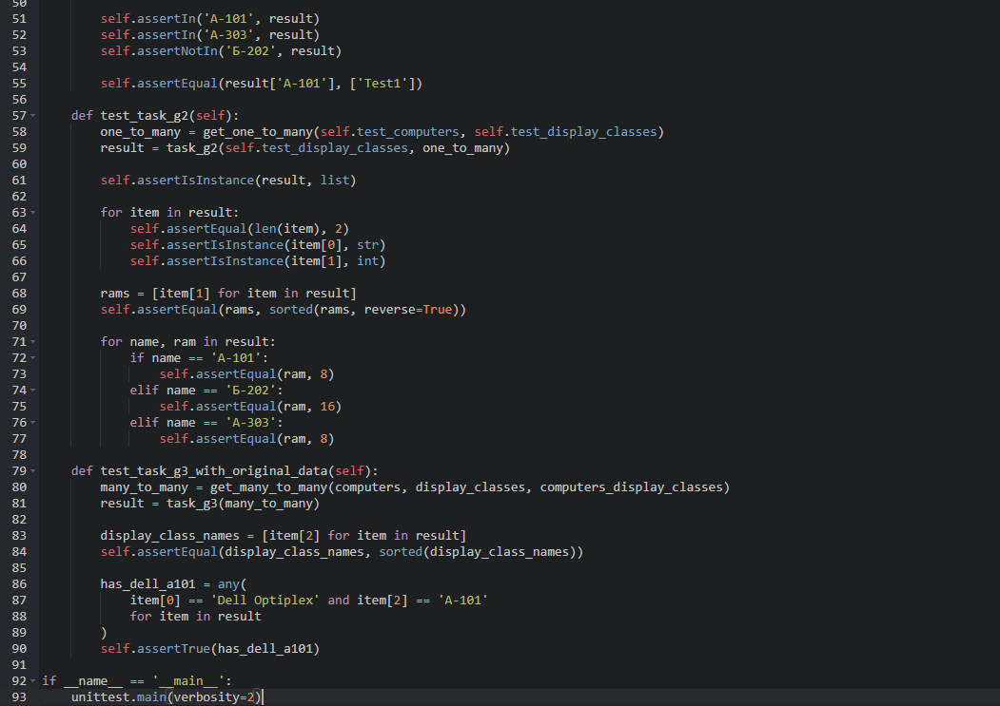 50
51         self.assertIn('А-101', result)
52         self.assertIn('А-303', result)
53         self.assertNotIn('Б-202', result)
54
55         self.assertEqual(result['А-101'], ['Test1'])
56
57     def test_task_g2(self):
58         one_to_many = get_one_to_many(self.test_computers, self.test_display_classes)
59         result = task_g2(self.test_display_classes, one_to_many)
60
61         self.assertIsInstance(result, list)
62
63         for item in result:
64             self.assertEqual(len(item), 2)
65             self.assertIsInstance(item[0], str)
66             self.assertIsInstance(item[1], int)
67
68         rams = [item[1] for item in result]
69         self.assertEqual(rams, sorted(rams, reverse=True))
70
71         for name, ram in result:
72             if name == 'А-101':
73                 self.assertEqual(ram, 8)
74             elif name == 'Б-202':
75                 self.assertEqual(ram, 16)
76             elif name == 'А-303':
77                 self.assertEqual(ram, 8)
78
79     def test_task_g3_with_original_data(self):
80         many_to_many = get_many_to_many(computers, display_classes, computers_display_classes)
81         result = task_g3(many_to_many)
82
83         display_class_names = [item[2] for item in result]
84         self.assertEqual(display_class_names, sorted(display_class_names))
85
86         has_dell_a101 = any(
87             item[0] == 'Dell Optiplex' and item[2] == 'А-101'
88             for item in result
89         )
90         self.assertTrue(has_dell_a101)
91
92 if __name__ == '__main__':
93     unittest.main(verbosity=2)